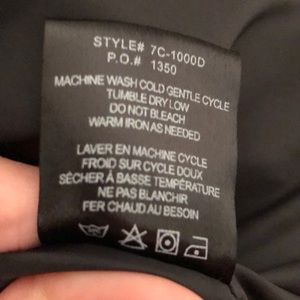 STYLE# 7C-1000D
P.O.# 1350
MACHINE WASH COLD GENTLE CYCLE
TUMBLE DRY LOW
DO NOT BLEACH
WARM IRON AS NEEDED
LAVER EN MACHINE CYCLE
FROID SUR CYCLE DOUX
SÉCHER À BASSE TEMPÉRATURE
NE PAS BLANCHIR
FER CHAUD AU BESOIN